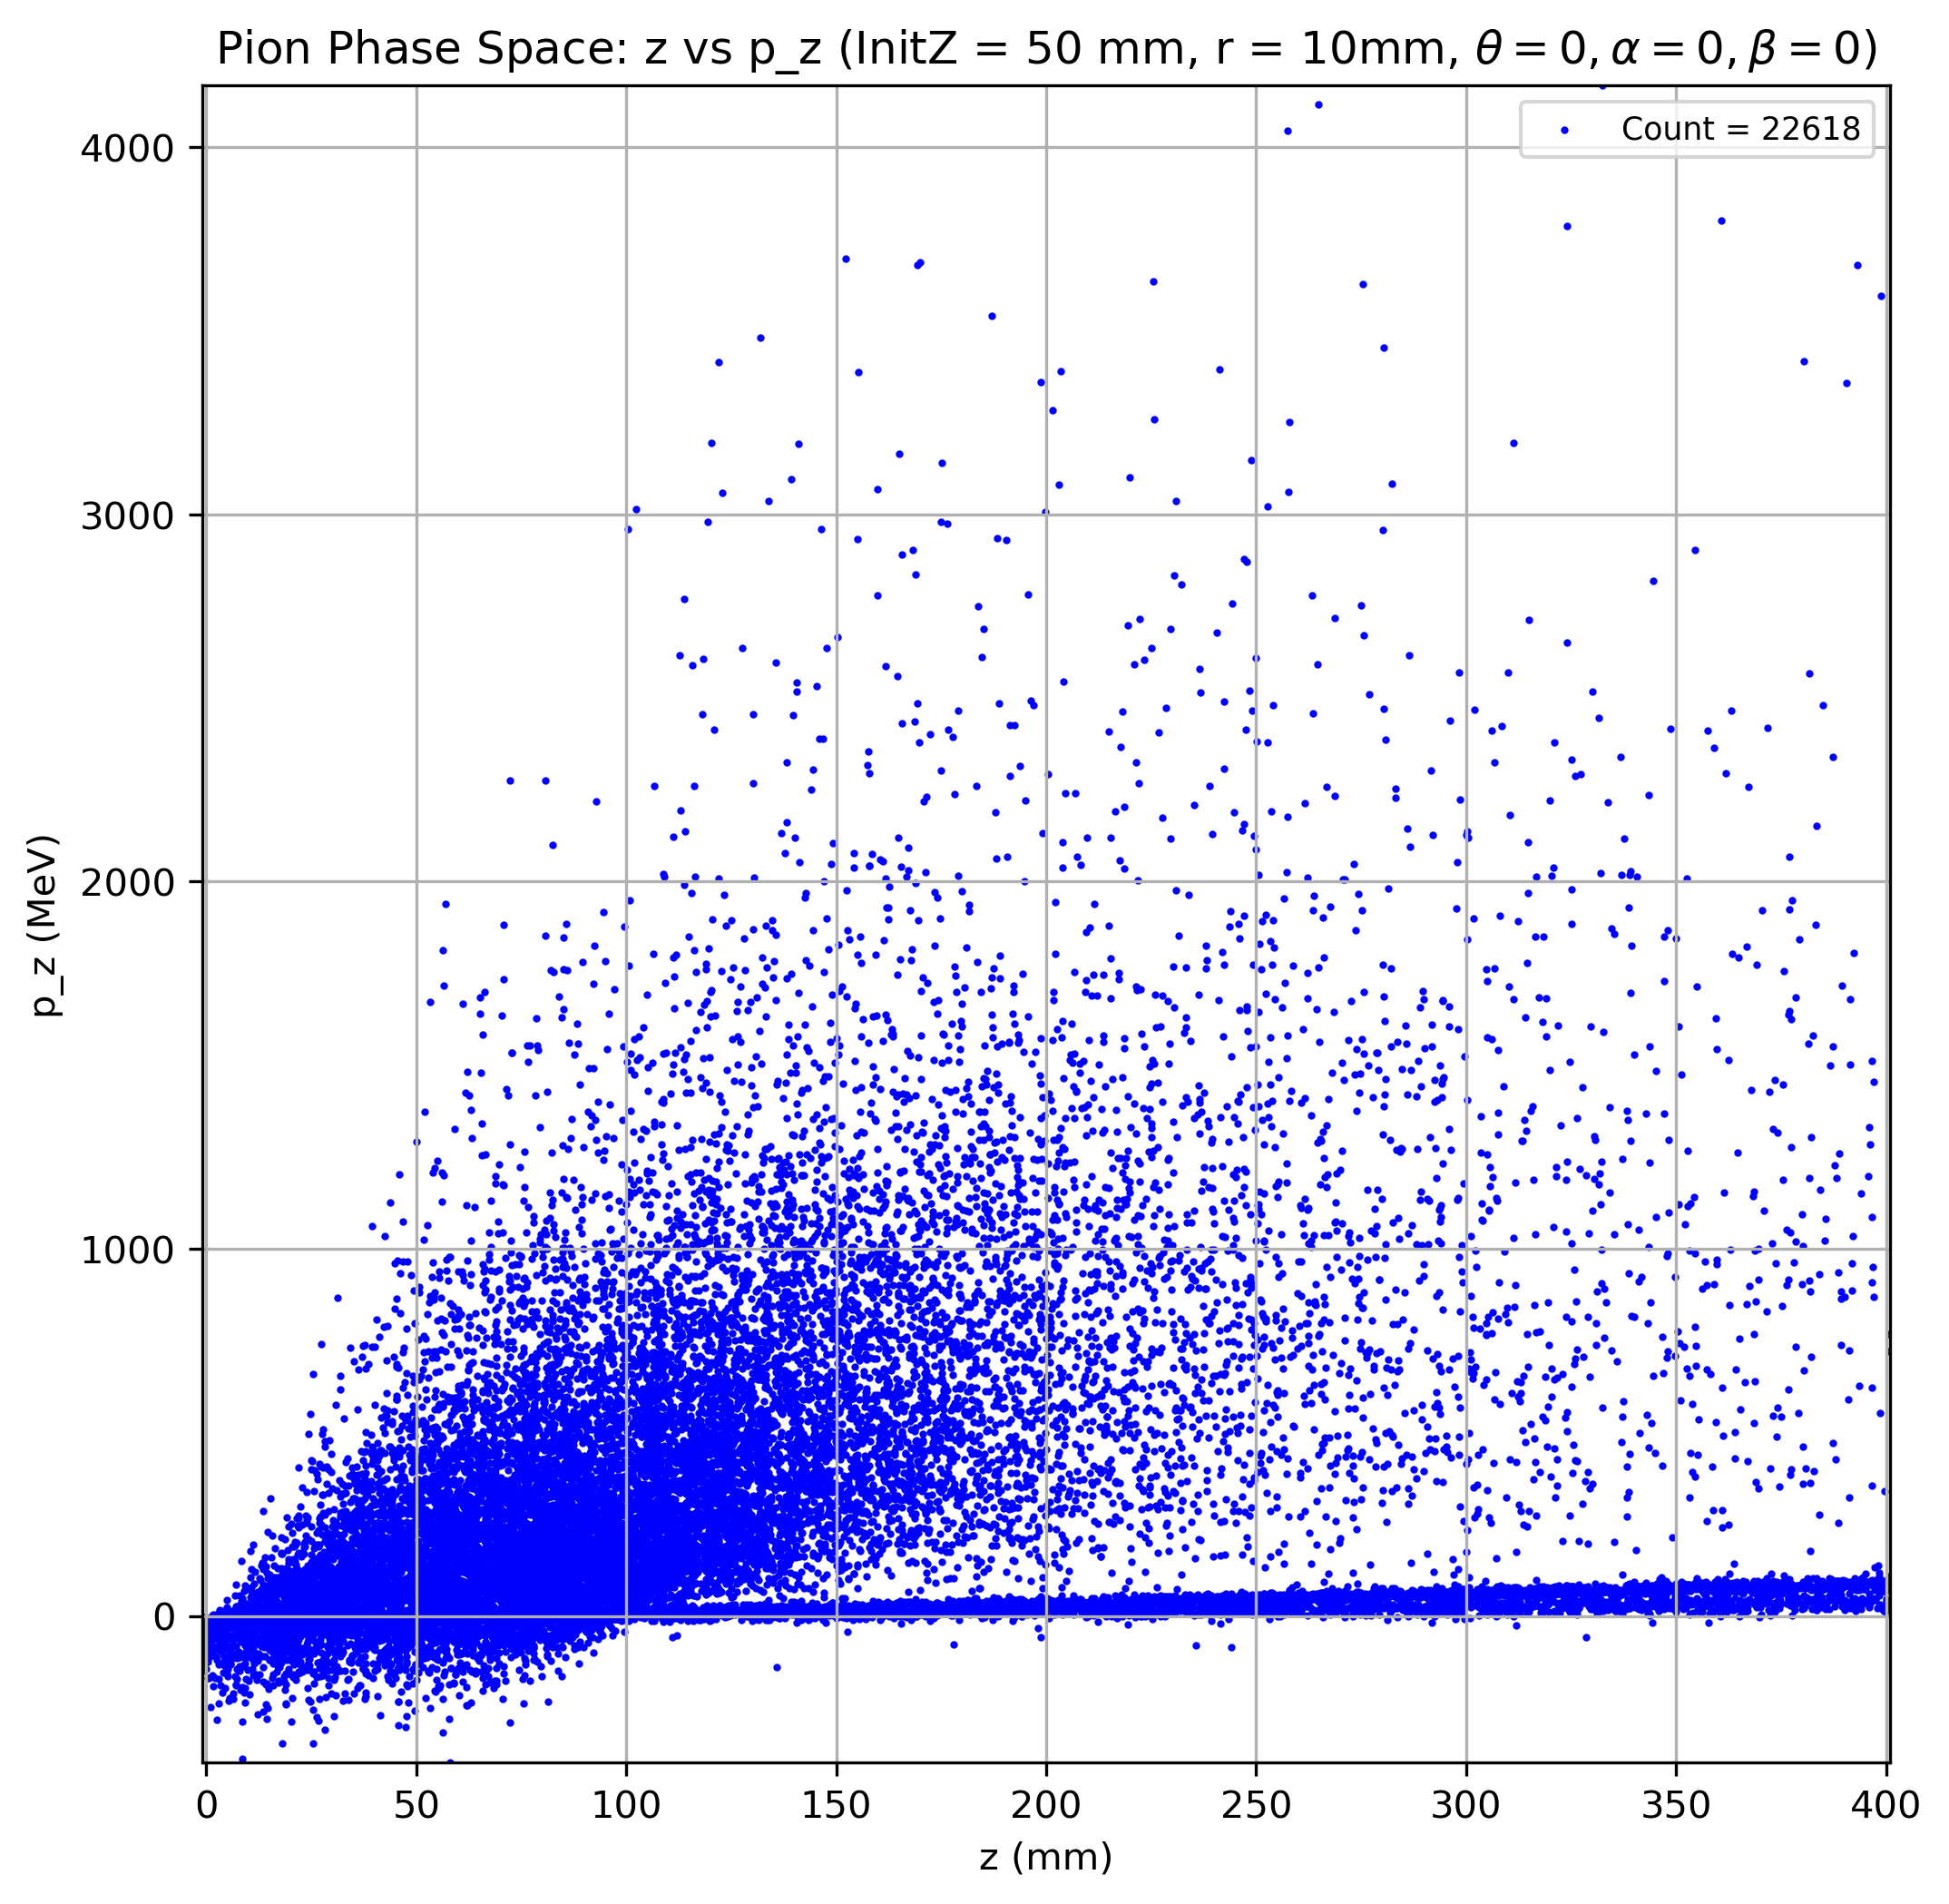 Pion Phase Space: z vs p_z (InitZ = 50 mm, r = 10mm, θ = 0, α = 0, β = 0)
Count = 22618
4000
3000
2000
1000
0
p_z (MeV)
0 50 100 150 200 250 300 350 400
z (mm)